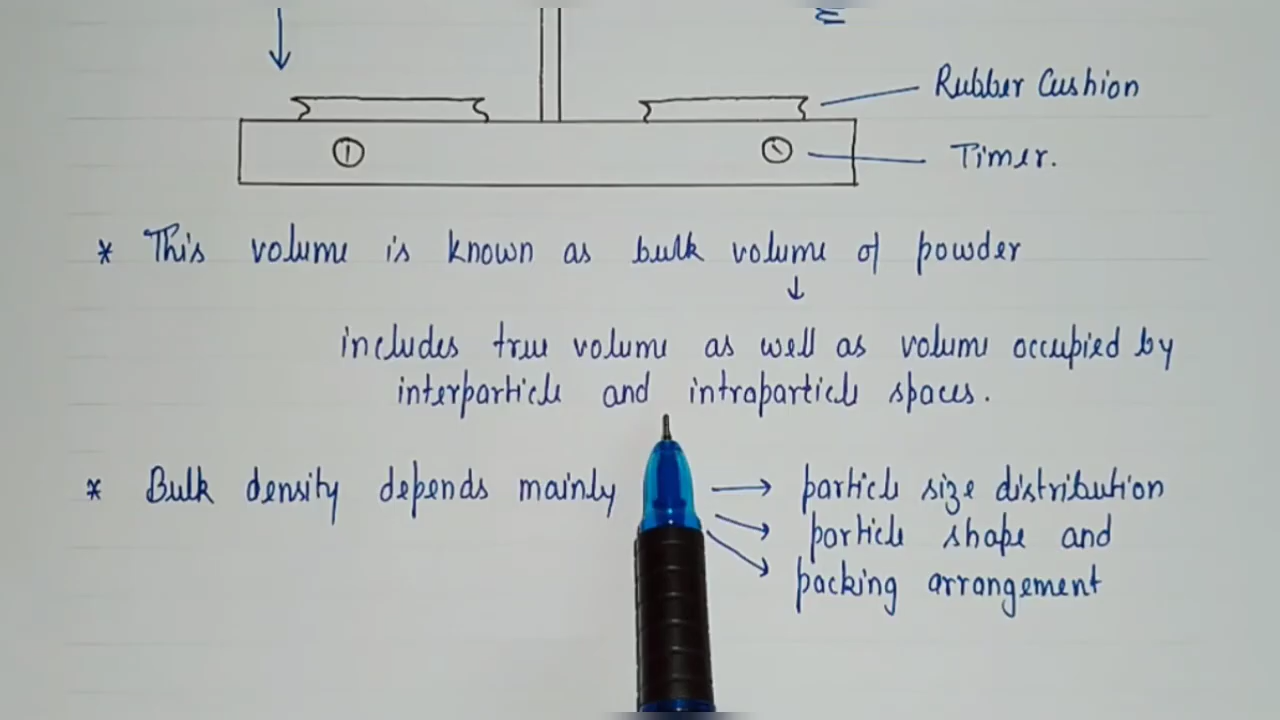 Rubber Cushion
Timer.
* This volume is known as bulk volume of powder
↓
includes true volume as well as volume occupied by
interparticle and intraparticle spaces.
* Bulk density depends mainly → particle size distribution
→ particle shape and
→ packing arrangement